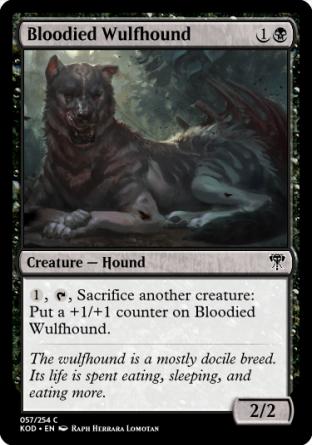 Bloodied Wulfhound 1
Creature — Hound
1, Sacrifice another creature:
Put a +1/+1 counter on Bloodied
Wulfhound.
The wulfhound is a mostly docile breed.
Its life is spent eating, sleeping, and
eating more.
2/2
057/254 C
KOD • EN Raph Herrara Lomotan